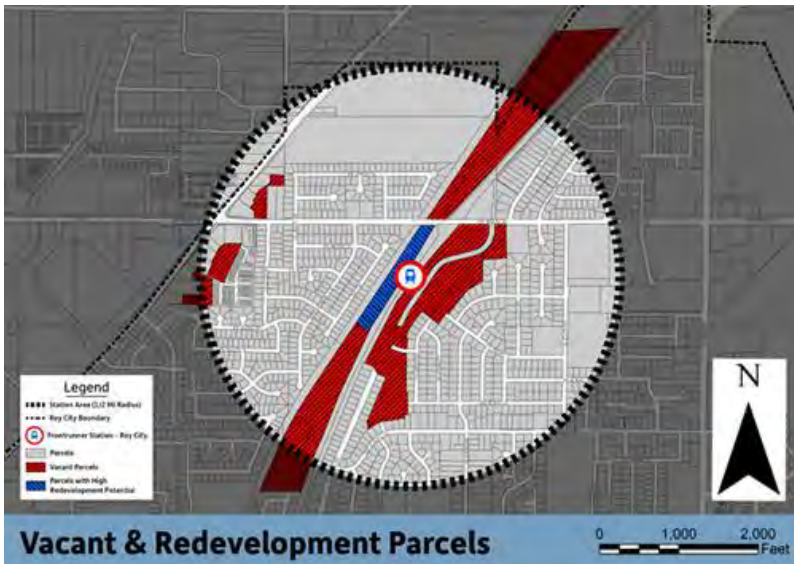 Legend
Station Area (1/2 Mi Radius)
Roy City Boundary
Frontrunner Station - Roy City
Parcels
Vacant Parcels
Parcels with High
Redevelopment Potential
N
Vacant & Redevelopment Parcels
0 1,000 2,000
Feet